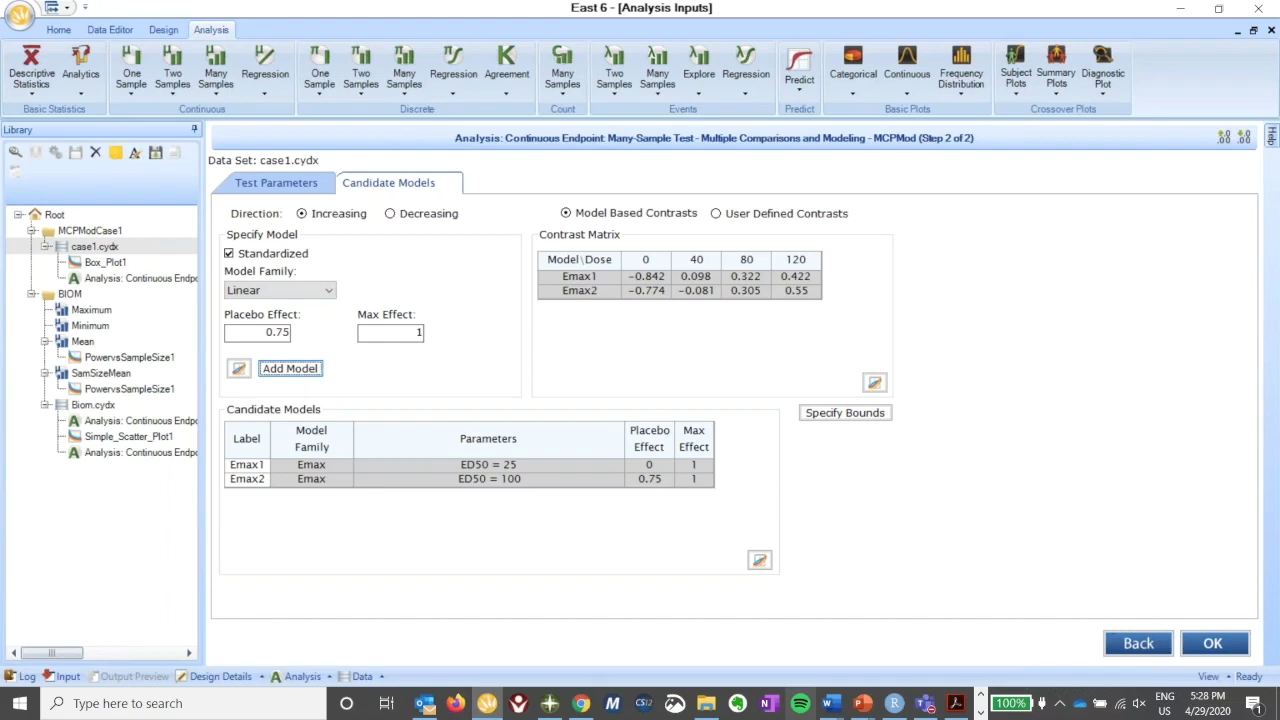 East 6 - [Analysis Inputs]
Home Data Editor Design Analysis
Descriptive Statistics Analytics One Sample Two Samples Many Samples Regression One Sample Two Samples Many Samples Regression Agreement Many Samples Two Samples Many Samples Explore Regression Predict Categorical Continuous Frequency Distribution Subject Plots Summary Plots Diagnostic Plot
Basic Statistics Continuous Discrete Count Events Predict Basic Plots Crossover Plots
Library
Analysis: Continuous Endpoint: Many-Sample Test - Multiple Comparisons and Modeling - MCPMod (Step 2 of 2)
Help
Data Set: case1.cydx
Test Parameters Candidate Models
Root
MCPModCase1
case1.cydx
Box_Plot1
Analysis: Continuous Endpo
BIOM
Maximum
Minimum
Mean
PowervsSampleSize1
SamSizeMean
PowervsSampleSize1
Biom.cydx
Analysis: Continuous Endpo
Simple_Scatter_Plot1
Analysis: Continuous Endpo
Direction: Increasing Decreasing
Model Based Contrasts User Defined Contrasts
Specify Model
Standardized
Model Family:
Linear
Placebo Effect: Max Effect:
0.75 1
Add Model
Contrast Matrix
Model\Dose 0 40 80 120
Emax1 -0.842 0.098 0.322 0.422
Emax2 -0.774 -0.081 0.305 0.55
Specify Bounds
Candidate Models
Label Model Family Parameters Placebo Effect Max Effect
Emax1 Emax ED50 = 25 0 1
Emax2 Emax ED50 = 100 0.75 1
Back OK
Log Input Output Preview Design Details Analysis Data View Ready
Type here to search
100%
ENG
US
5:28 PM
4/29/2020